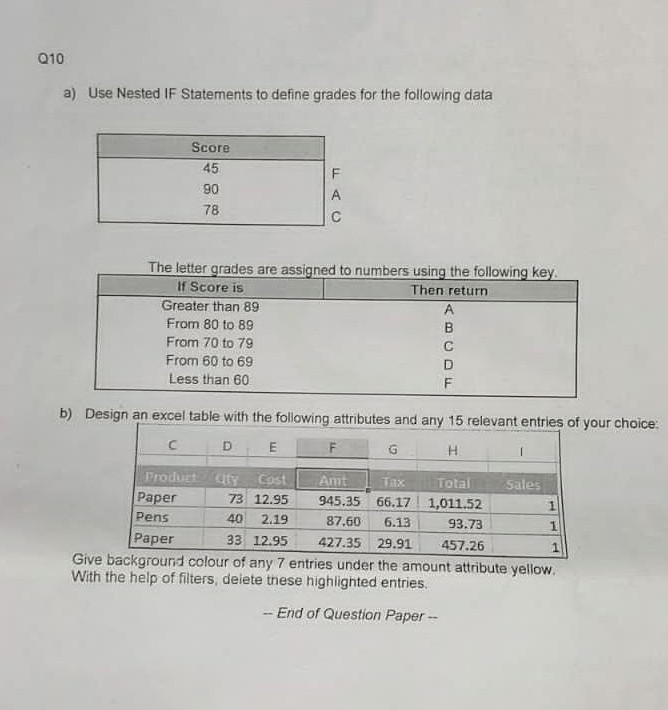 Q10
a) Use Nested IF Statements to define grades for the following data
Score
45 F
90 A
78 C
The letter grades are assigned to numbers using the following key.
If Score is Then return
Greater than 89 A
From 80 to 89 B
From 70 to 79 C
From 60 to 69 D
Less than 60 F
b) Design an excel table with the following attributes and any 15 relevant entries of your choice:
C D E F G H I
Product Qty Cost Amt Tax Total Sales
Paper 73 12.95 945.35 66.17 1,011.52 1
Pens 40 2.19 87.60 6.13 93.73 1
Paper 33 12.95 427.35 29.91 457.26 1
Give background colour of any 7 entries under the amount attribute yellow.
With the help of filters, delete these highlighted entries.
-- End of Question Paper --